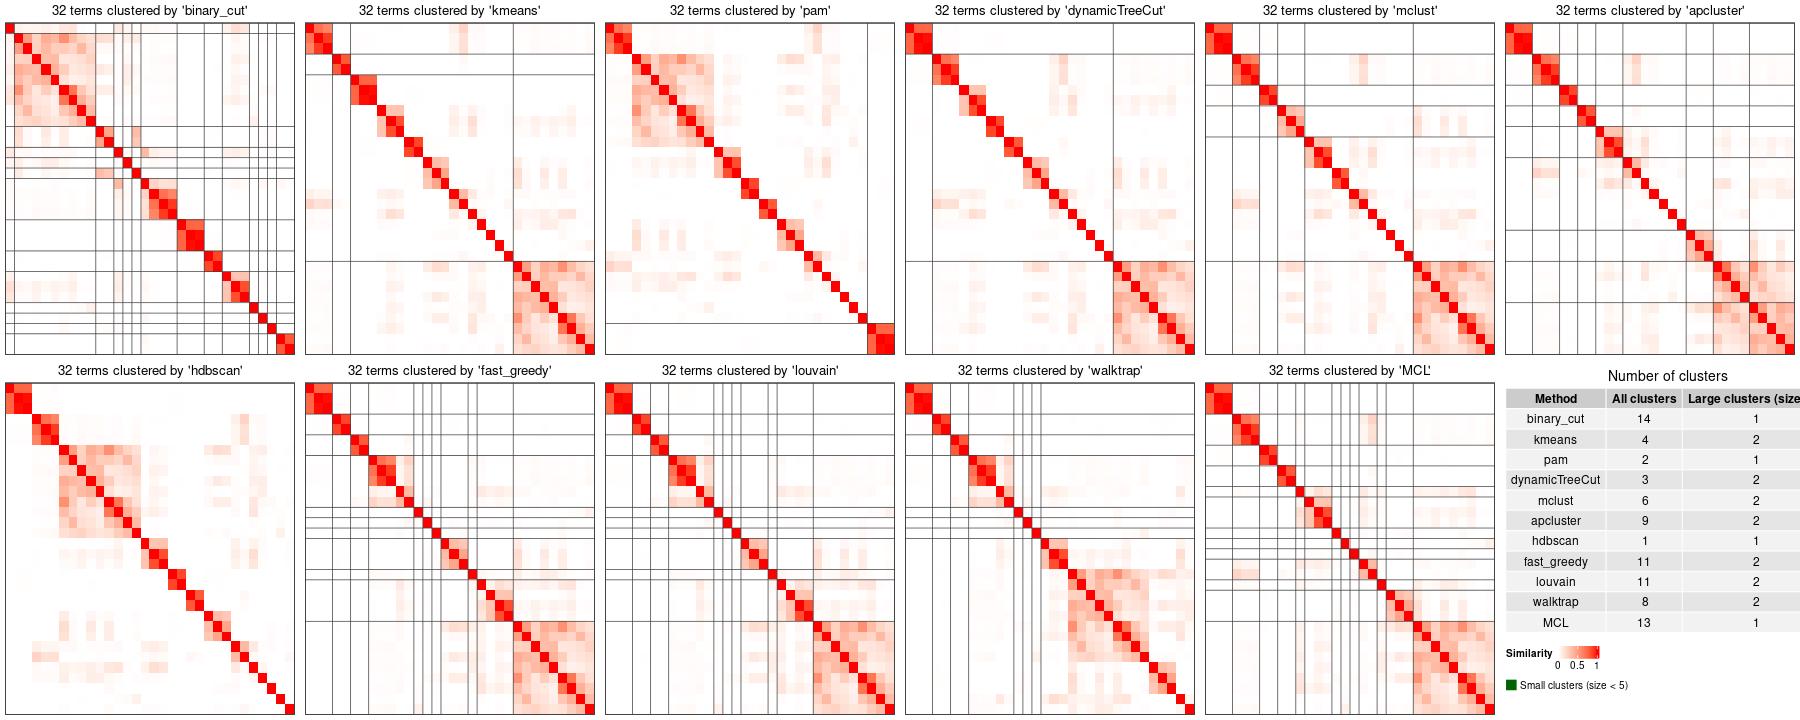 32 terms clustered by 'binary_cut'
32 terms clustered by 'kmeans'
32 terms clustered by 'pam'
32 terms clustered by 'dynamicTreeCut'
32 terms clustered by 'mclust'
32 terms clustered by 'apcluster'
32 terms clustered by 'hdbscan'
32 terms clustered by 'fast_greedy'
32 terms clustered by 'louvain'
32 terms clustered by 'walktrap'
32 terms clustered by 'MCL'
Number of clusters
Method All clusters Large clusters (size
binary_cut 14 1
kmeans 4 2
pam 2 1
dynamicTreeCut 3 2
mclust 6 2
apcluster 9 2
hdbscan 1 1
fast_greedy 11 2
louvain 11 2
walktrap 8 2
MCL 13 1
Similarity
0 0.5 1
Small clusters (size < 5)